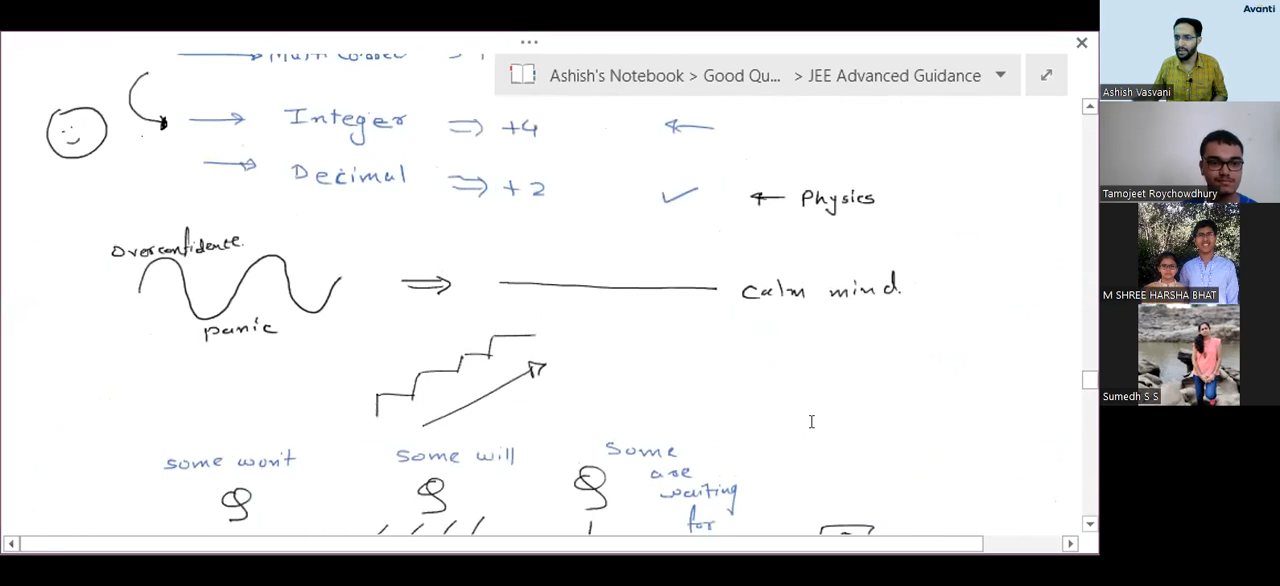 Avanti
Ashish's Notebook > Good Qu... > JEE Advanced Guidance
Integer ⇒ +4
Decimal ⇒ +2
← Physics
Overconfidence
panic
⇒
Calm mind.
some won't
some will
Some
are
waiting
for
Ashish Vasvani
Tamojeet Roychowdhury
M SHREE HARSHA BHAT
Sumedh S S